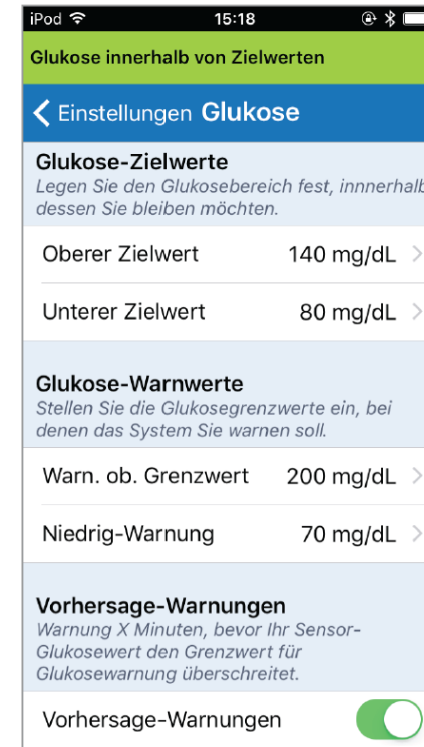 iPod 15:18
Glukose innerhalb von Zielwerten
Einstellungen Glukose
Glukose-Zielwerte
Legen Sie den Glukosebereich fest, innnerhalb
dessen Sie bleiben möchten.
Oberer Zielwert 140 mg/dL
Unterer Zielwert 80 mg/dL
Glukose-Warnwerte
Stellen Sie die Glukosegrenzwerte ein, bei
denen das System Sie warnen soll.
Warn. ob. Grenzwert 200 mg/dL
Niedrig-Warnung 70 mg/dL
Vorhersage-Warnungen
Warnung X Minuten, bevor Ihr Sensor-
Glukosewert den Grenzwert für
Glukosewarnung überschreitet.
Vorhersage-Warnungen